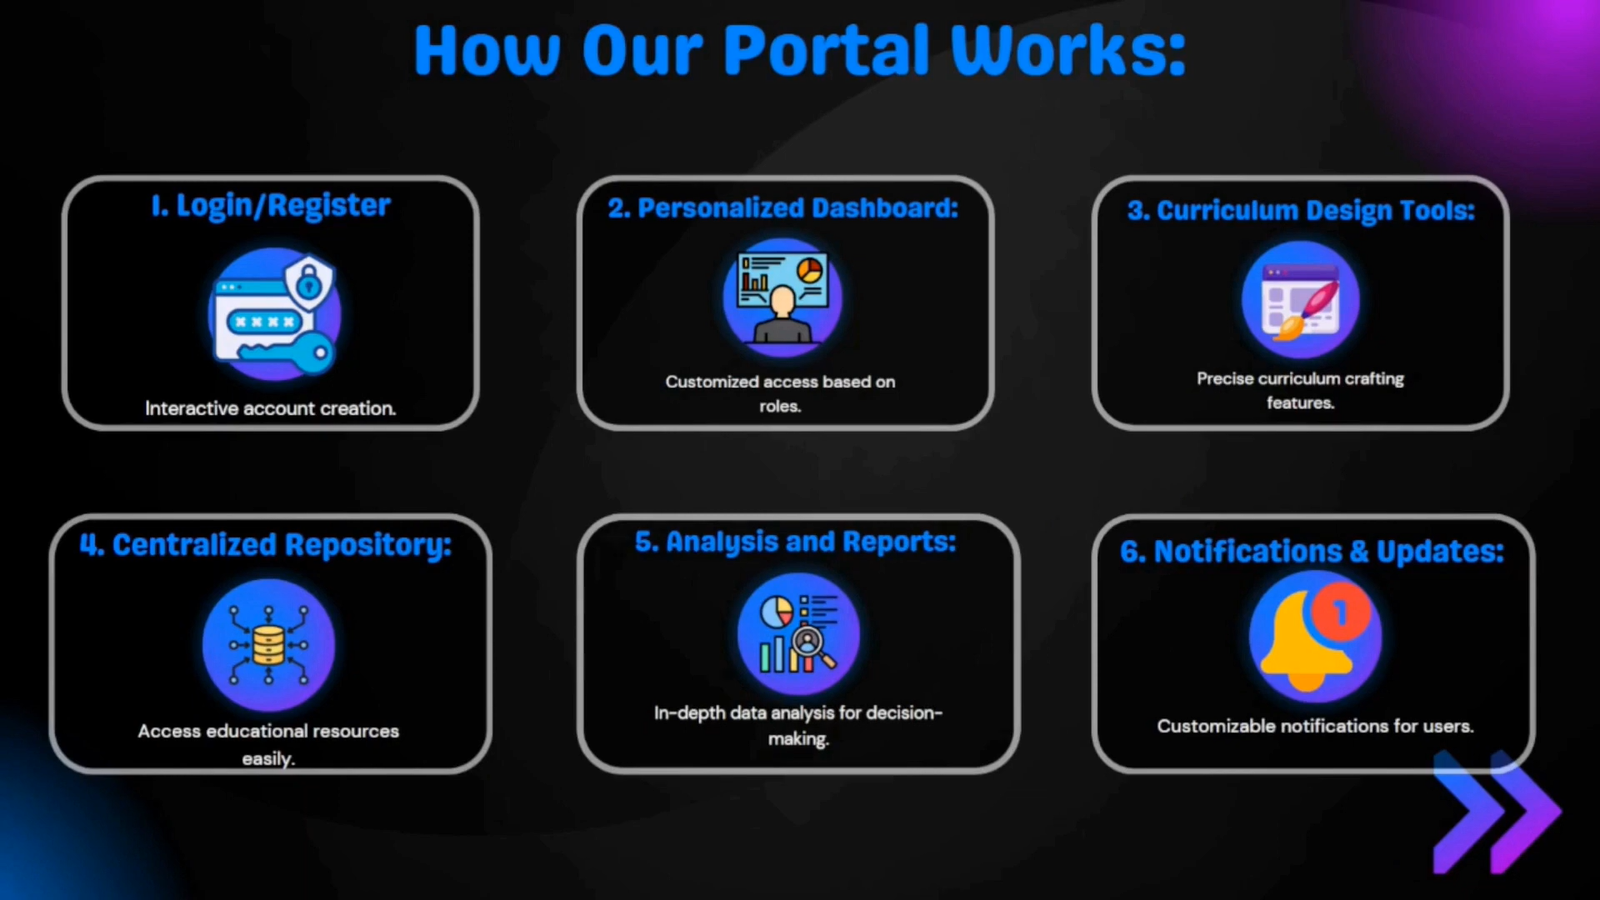 How Our Portal Works:
1. Login/Register
Interactive account creation.
2. Personalized Dashboard:
Customized access based on
roles.
3. Curriculum Design Tools:
Precise curriculum crafting
features.
4. Centralized Repository:
Access educational resources
easily.
5. Analysis and Reports:
In-depth data analysis for decision-
making.
6. Notifications & Updates:
1
Customizable notifications for users.